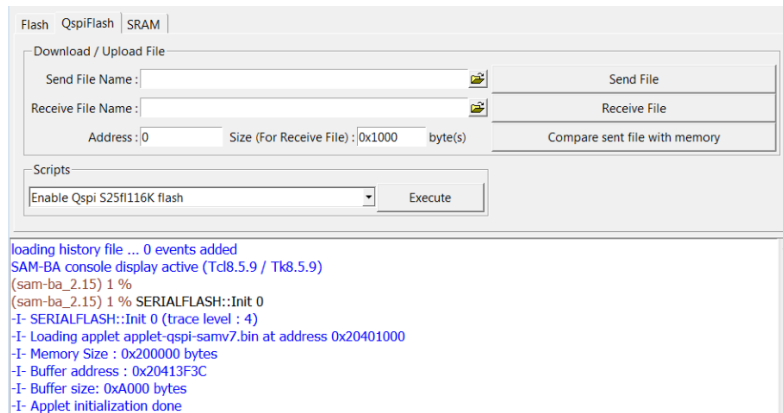 Flash QspiFlash SRAM
Download / Upload File
Send File Name : Send File
Receive File Name : Receive File
Address : 0 Size (For Receive File) : 0x1000 byte(s) Compare sent file with memory
Scripts
Enable Qspi S25fl116K flash Execute
loading history file ... 0 events added
SAM-BA console display active (Tcl8.5.9 / Tk8.5.9)
(sam-ba_2.15) 1 %
(sam-ba_2.15) 1 % SERIALFLASH::Init 0
-I- SERIALFLASH::Init 0 (trace level : 4)
-I- Loading applet applet-qspi-samv7.bin at address 0x20401000
-I- Memory Size : 0x200000 bytes
-I- Buffer address : 0x20413F3C
-I- Buffer size: 0xA000 bytes
-I- Applet initialization done